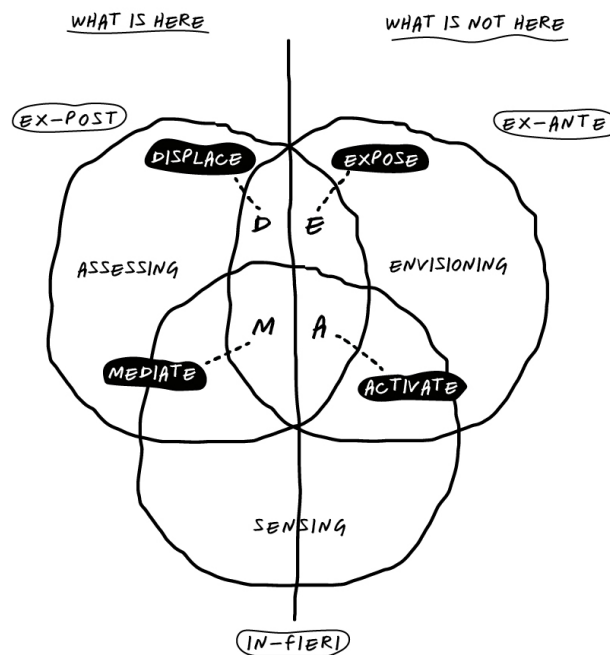 WHAT IS HERE
WHAT IS NOT HERE
EX-POST
EX-ANTE
DISPLACE
EXPOSE
D
E
ASSESSING
ENVISIONING
M
A
MEDIATE
ACTIVATE
SENSING
IN-fIERI